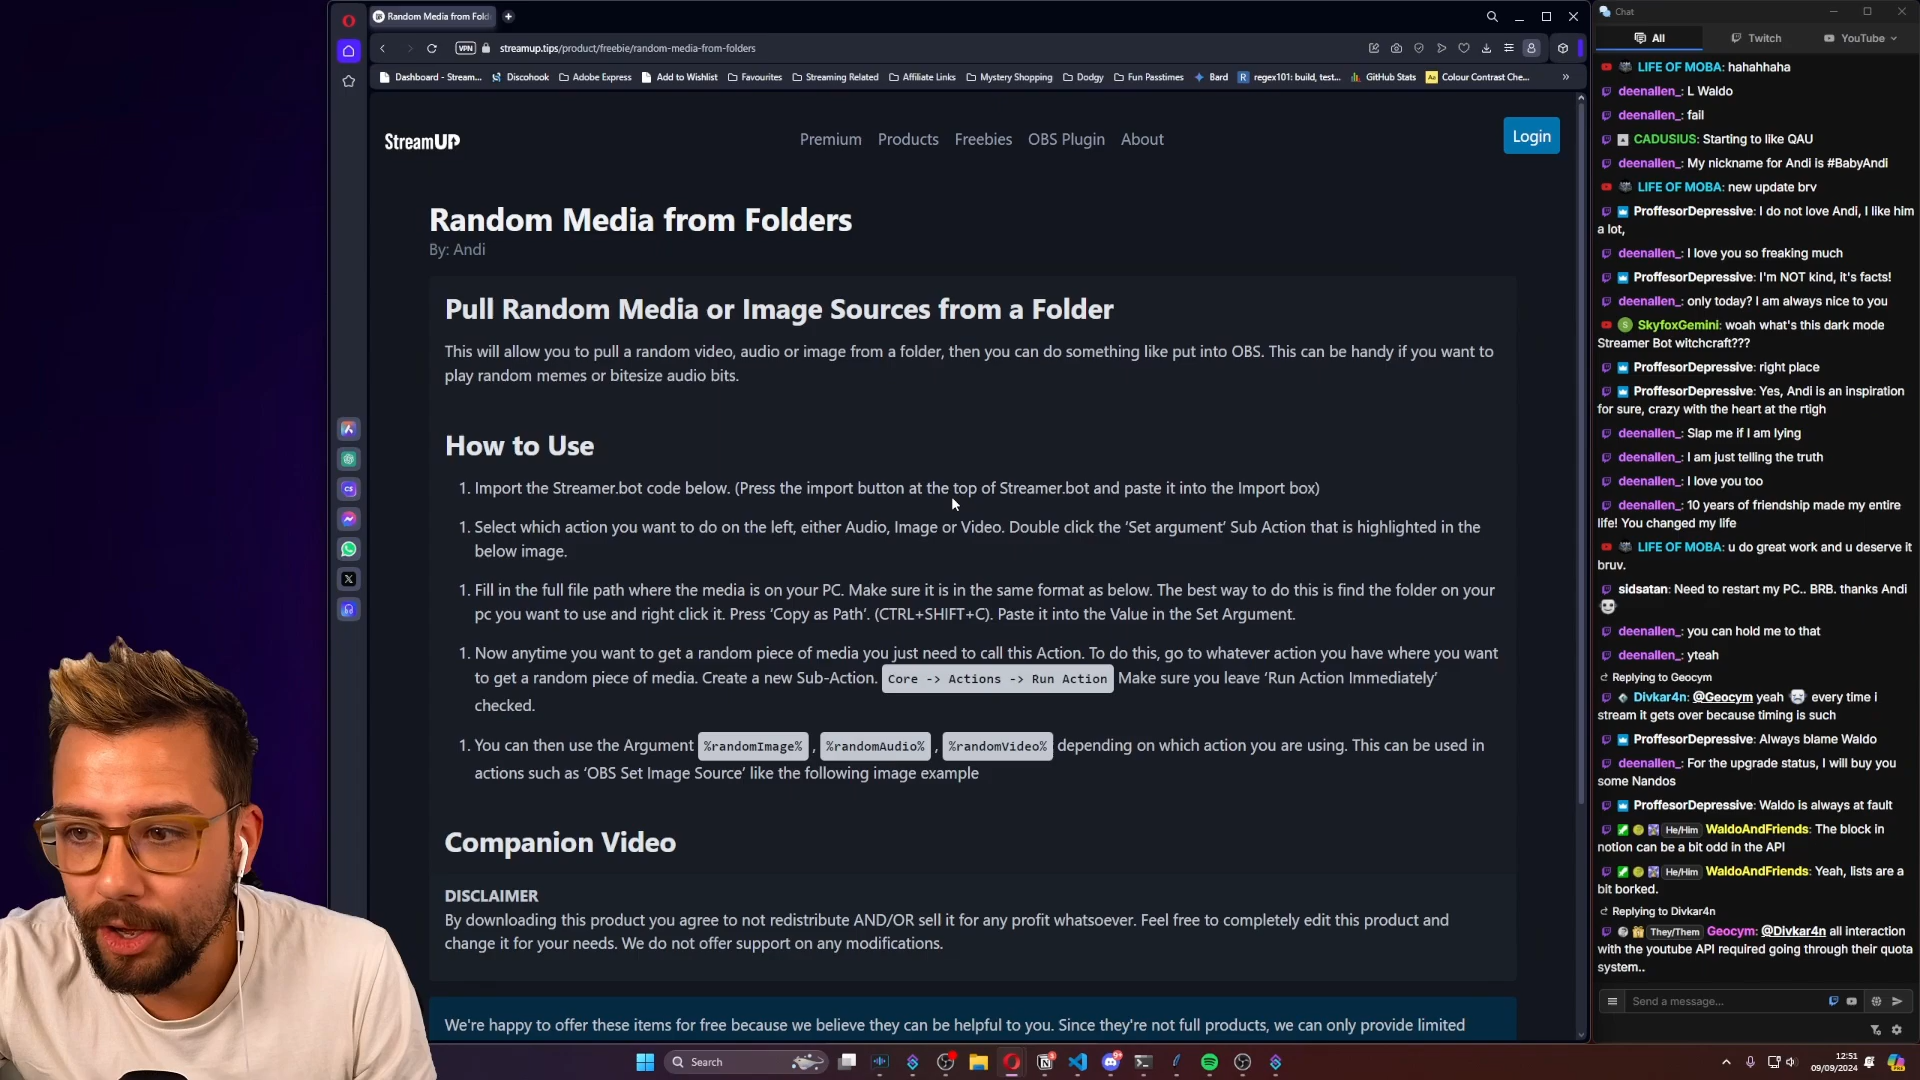 Random Media from Fold
streamup.tips/product/freebie/random-media-from-folders
VPN
Dashboard - Stream...
Discohook
Adobe Express
Add to Wishlist
Favourites
Streaming Related
Affiliate Links
Mystery Shopping
Dodgy
Fun Passtimes
Bard
regex101: build, test...
GitHub Stats
Colour Contrast Che...
StreamUP
Premium
Products
Freebies
OBS Plugin
About
Login
Random Media from Folders
By: Andi
Pull Random Media or Image Sources from a Folder
This will allow you to pull a random video, audio or image from a folder, then you can do something like put into OBS. This can be handy if you want to
play random memes or bitesize audio bits.
How to Use
1. Import the Streamer.bot code below. (Press the import button at the top of Streamer.bot and paste it into the Import box)
1. Select which action you want to do on the left, either Audio, Image or Video. Double click the ‘Set argument’ Sub Action that is highlighted in the
below image.
1. Fill in the full file path where the media is on your PC. Make sure it is in the same format as below. The best way to do this is find the folder on your
pc you want to use and right click it. Press ‘Copy as Path’. (CTRL+SHIFT+C). Paste it into the Value in the Set Argument.
1. Now anytime you want to get a random piece of media you just need to call this Action. To do this, go to whatever action you have where you want
to get a random piece of media. Create a new Sub-Action. Core -> Actions -> Run Action Make sure you leave ‘Run Action Immediately’
checked.
1. You can then use the Argument %randomImage% , %randomAudio% , %randomVideo% depending on which action you are using. This can be used in
actions such as ‘OBS Set Image Source’ like the following image example
Companion Video
DISCLAIMER
By downloading this product you agree to not redistribute AND/OR sell it for any profit whatsoever. Feel free to completely edit this product and
change it for your needs. We do not offer support on any modifications.
We're happy to offer these items for free because we believe they can be helpful to you. Since they're not full products, we can only provide limited
Chat
All
Twitch
YouTube
LIFE OF MOBA: hahahhaha
deenallen_: L Waldo
deenallen_: fail
CADUSIUS: Starting to like QAU
deenallen_: My nickname for Andi is #BabyAndi
LIFE OF MOBA: new update brv
ProffesorDepressive: I do not love Andi, I like him
a lot,
deenallen_: I love you so freaking much
ProffesorDepressive: I'm NOT kind, it's facts!
deenallen_: only today? I am always nice to you
SkyfoxGemini: woah what's this dark mode
Streamer Bot witchcraft???
ProffesorDepressive: right place
ProffesorDepressive: Yes, Andi is an inspiration
for sure, crazy with the heart at the rtigh
deenallen_: Slap me if I am lying
deenallen_: I am just telling the truth
deenallen_: I love you too
deenallen_: 10 years of friendship made my entire
life! You changed my life
LIFE OF MOBA: u do great work and u deserve it
bruv.
sidsatan: Need to restart my PC.. BRB. thanks Andi
deenallen_: you can hold me to that
deenallen_: yteah
Replying to Geocym
Divkar4n: @Geocym yeah every time i
stream it gets over because timing is such
ProffesorDepressive: Always blame Waldo
deenallen_: For the upgrade status, I will buy you
some Nandos
ProffesorDepressive: Waldo is always at fault
He/Him WaldoAndFriends: The block in
notion can be a bit odd in the API
He/Him WaldoAndFriends: Yeah, lists are a
bit borked.
Replying to Divkar4n
They/Them Geocym: @Divkar4n all interaction
with the youtube API required going through their quota
system..
Send a message...
Search
12:51
09/09/2024